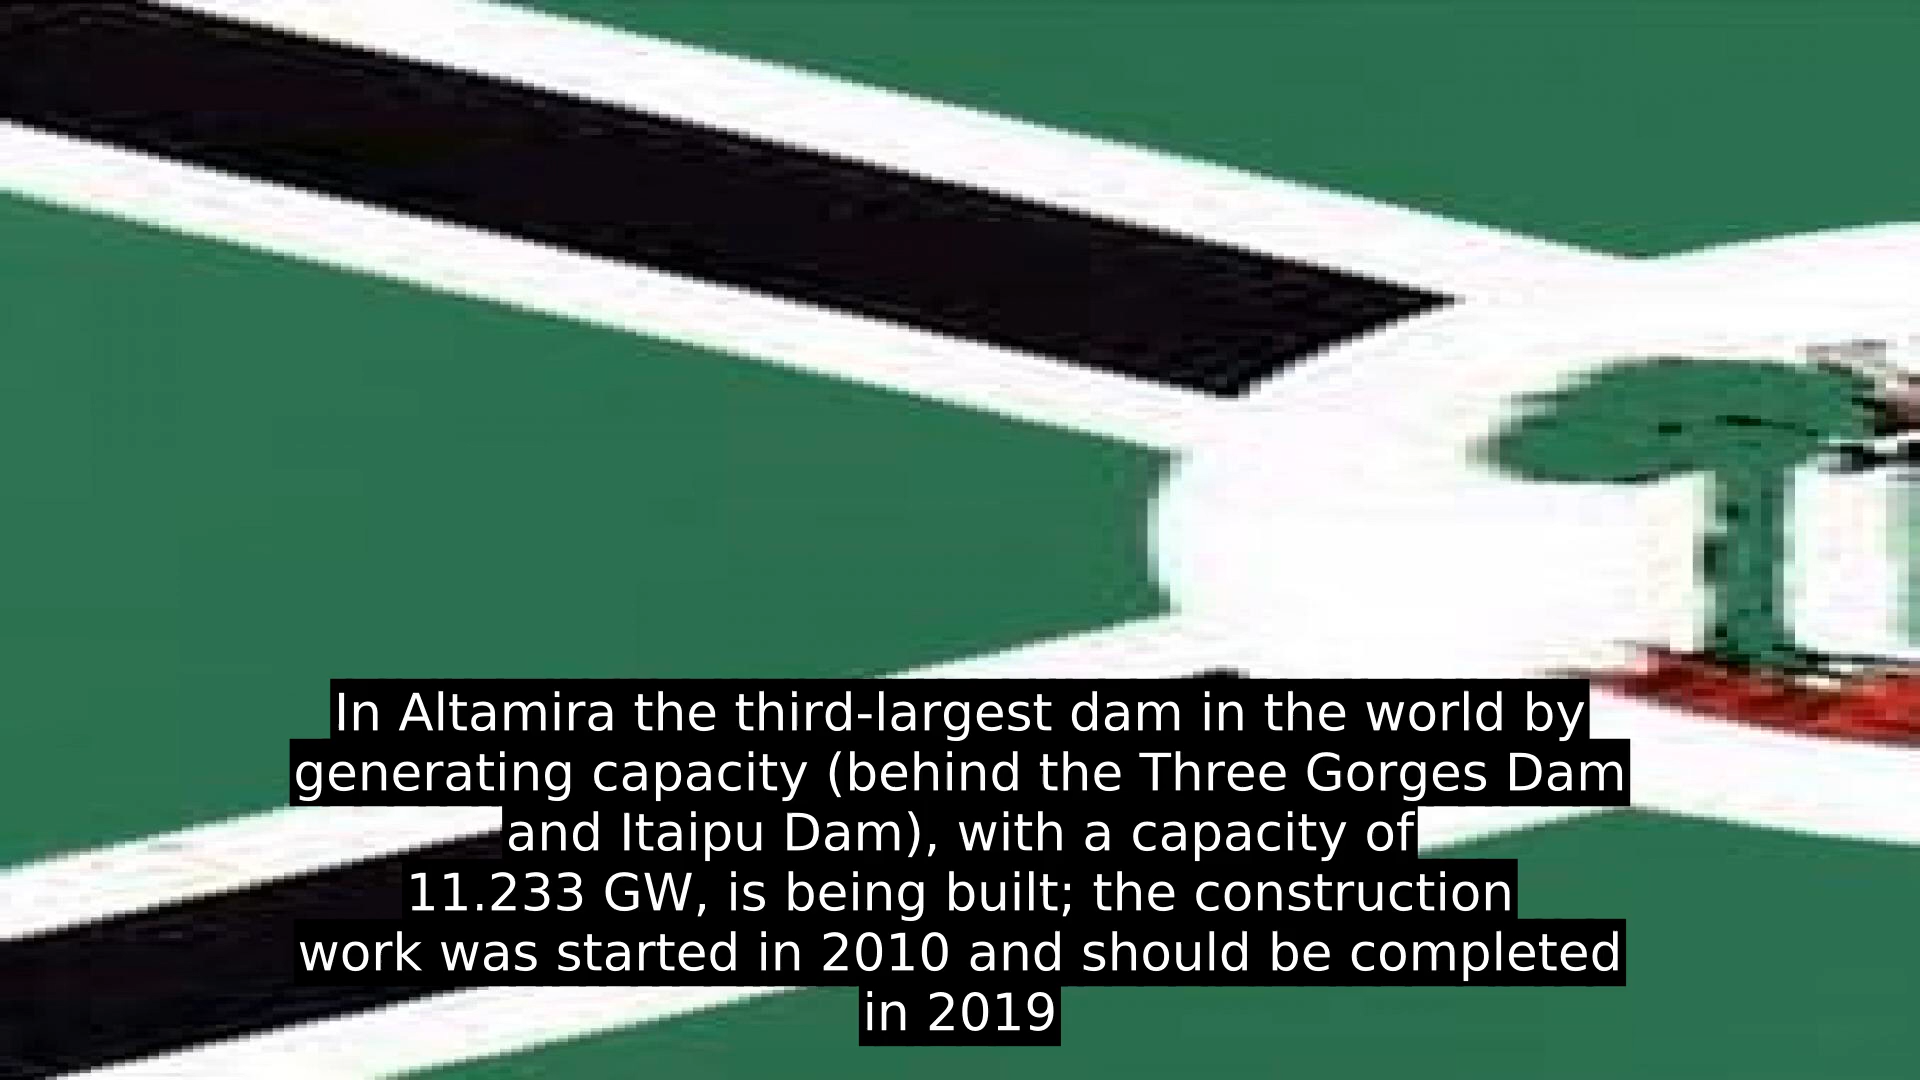 In Altamira the third-largest dam in the world by
generating capacity (behind the Three Gorges Dam
and Itaipu Dam), with a capacity of
11.233 GW, is being built; the construction
work was started in 2010 and should be completed
in 2019